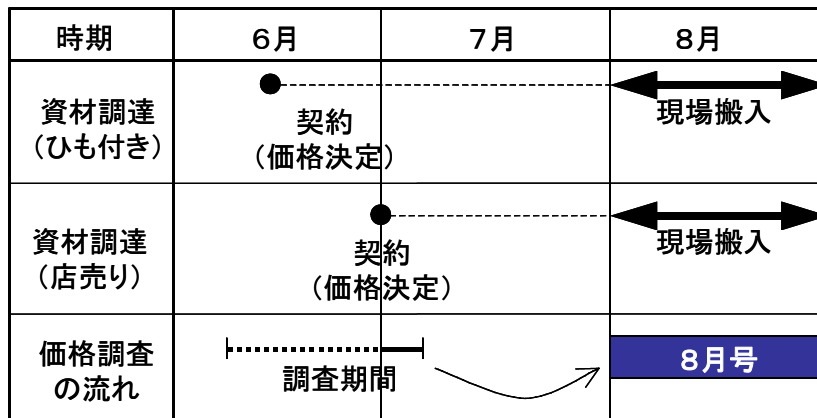 時期
6月
7月
8月
資材調達
(ひも付き)
契約
(価格決定)
現場搬入
資材調達
(店売り)
契約
(価格決定)
現場搬入
価格調査
の流れ
調査期間
8月号